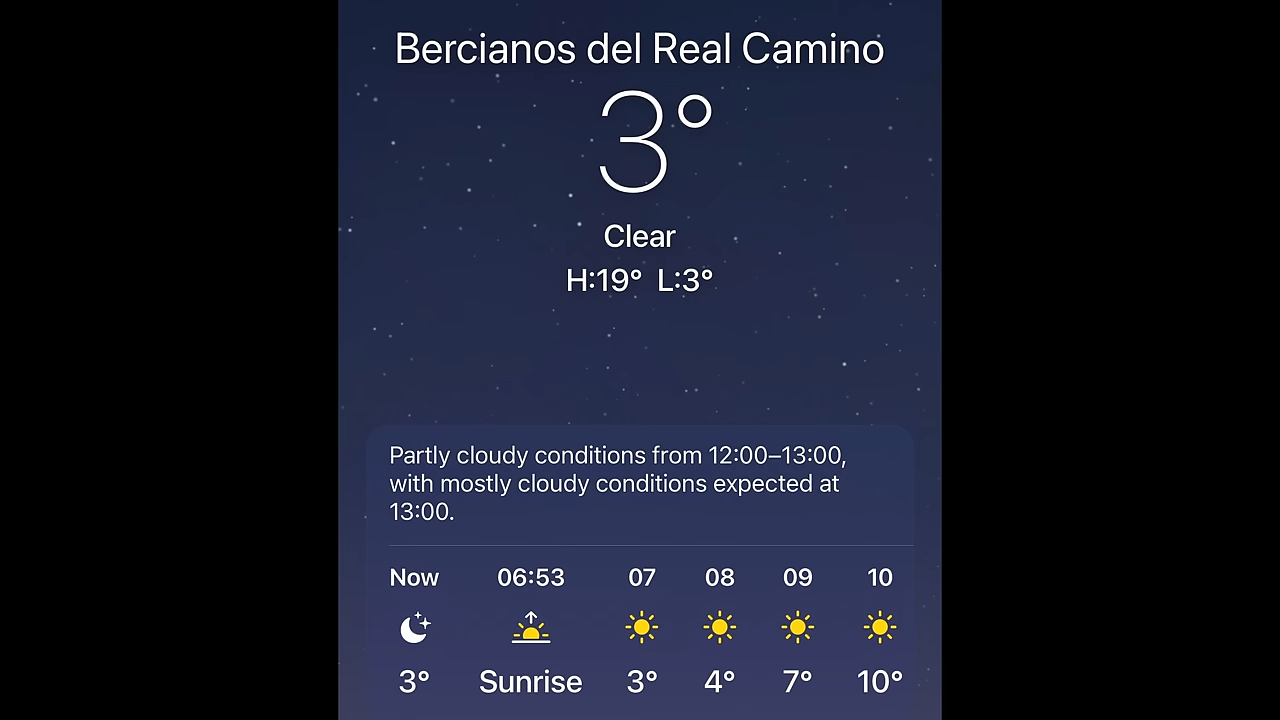 Bercianos del Real Camino
3°
Clear
H:19° L:3°
Partly cloudy conditions from 12:00–13:00,
with mostly cloudy conditions expected at
13:00.
Now 06:53 07 08 09 10
3° Sunrise 3° 4° 7° 10°